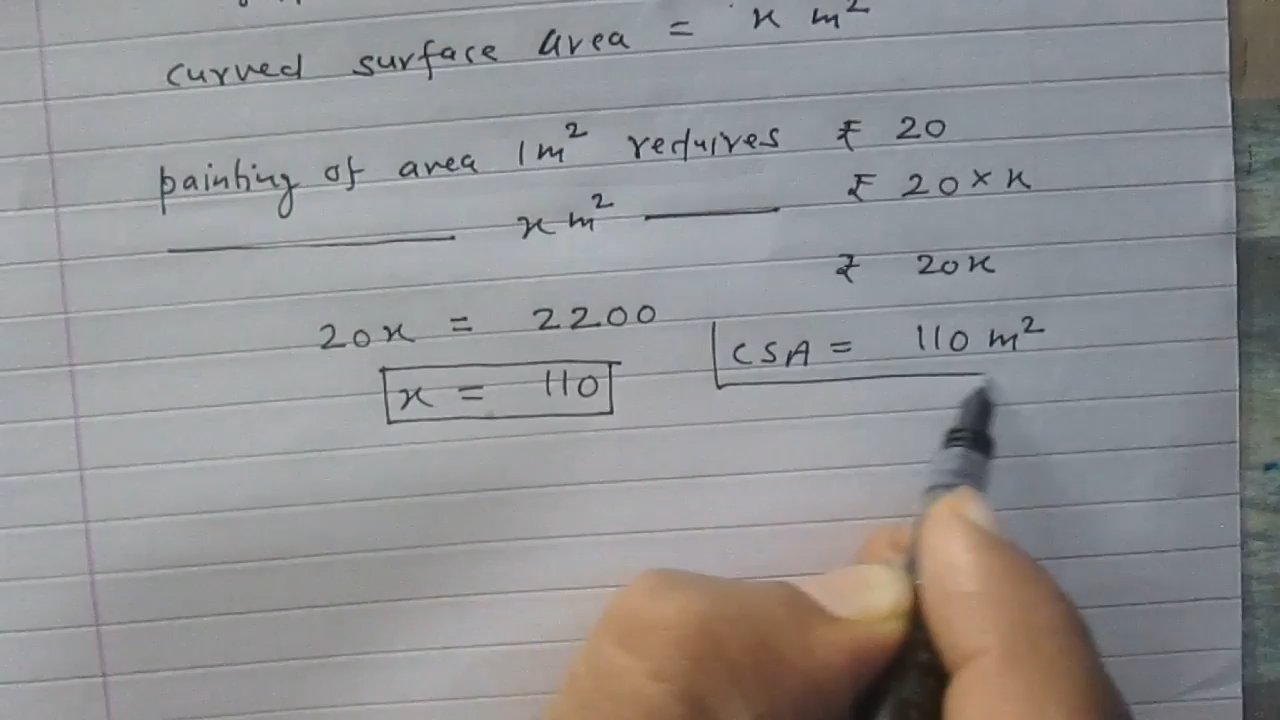 curved surface area = x m²
painting of area 1m² requires ₹ 20
x m² ₹ 20×x
₹ 20x
20x = 2200
CSA = 110 m²
x = 110